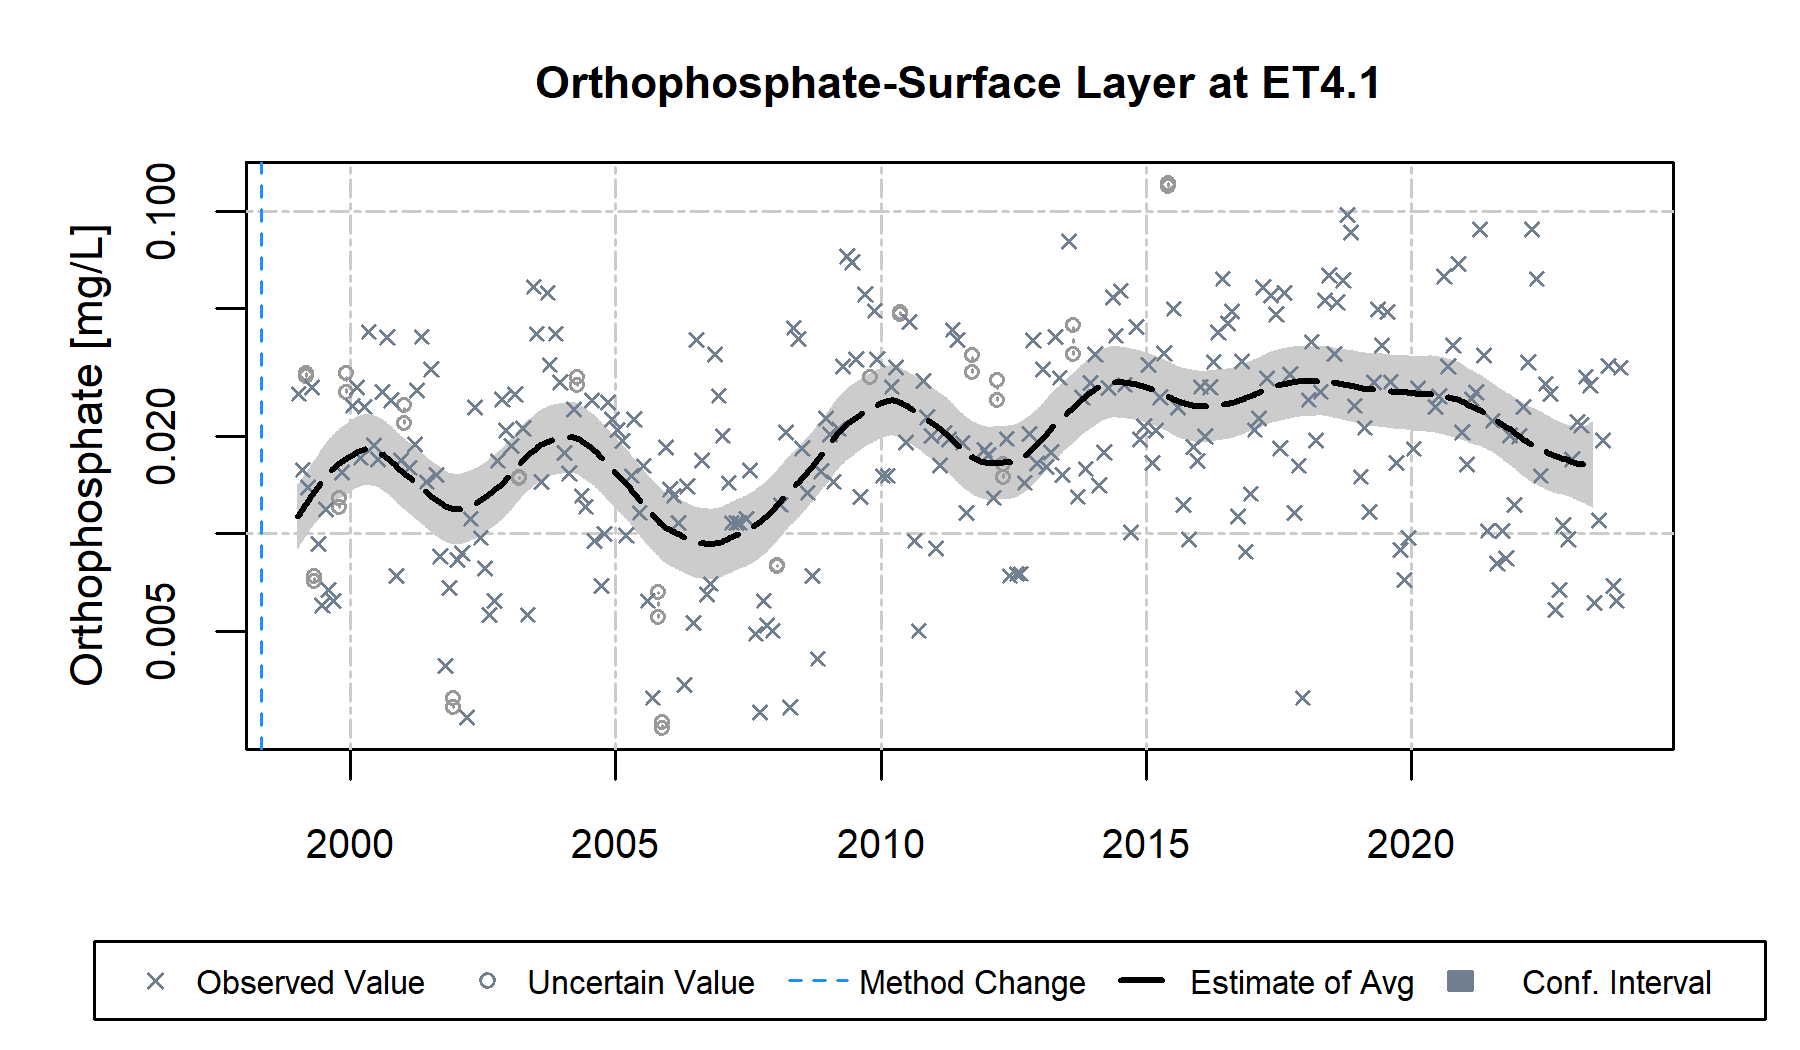 Orthophosphate-Surface Layer at ET4.1
Orthophosphate [mg/L]
0.100
0.020
0.005
2000 2005 2010 2015 2020
Observed Value Uncertain Value Method Change Estimate of Avg Conf. Interval